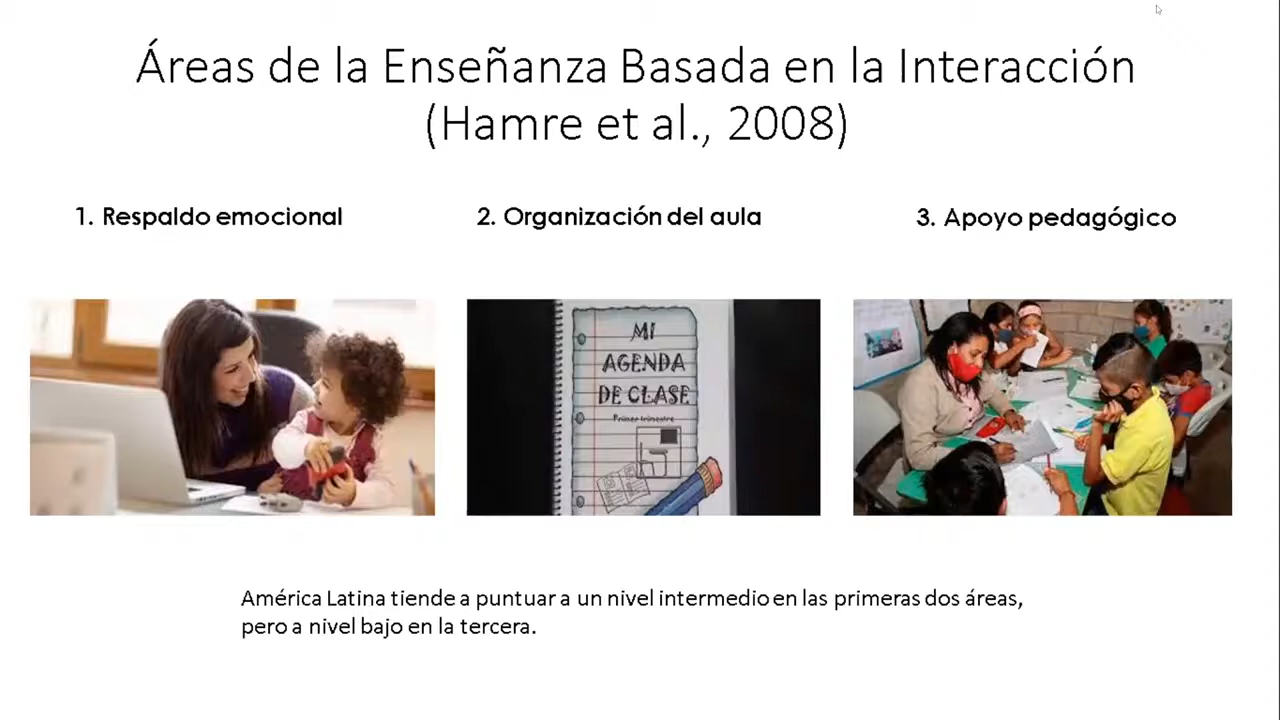 Áreas de la Enseñanza Basada en la Interacción
(Hamre et al., 2008)
1. Respaldo emocional
2. Organización del aula
3. Apoyo pedagógico
MI
AGENDA
DE CLASE
Primer trimestre
América Latina tiende a puntuar a un nivel intermedio en las primeras dos áreas,
pero a nivel bajo en la tercera.